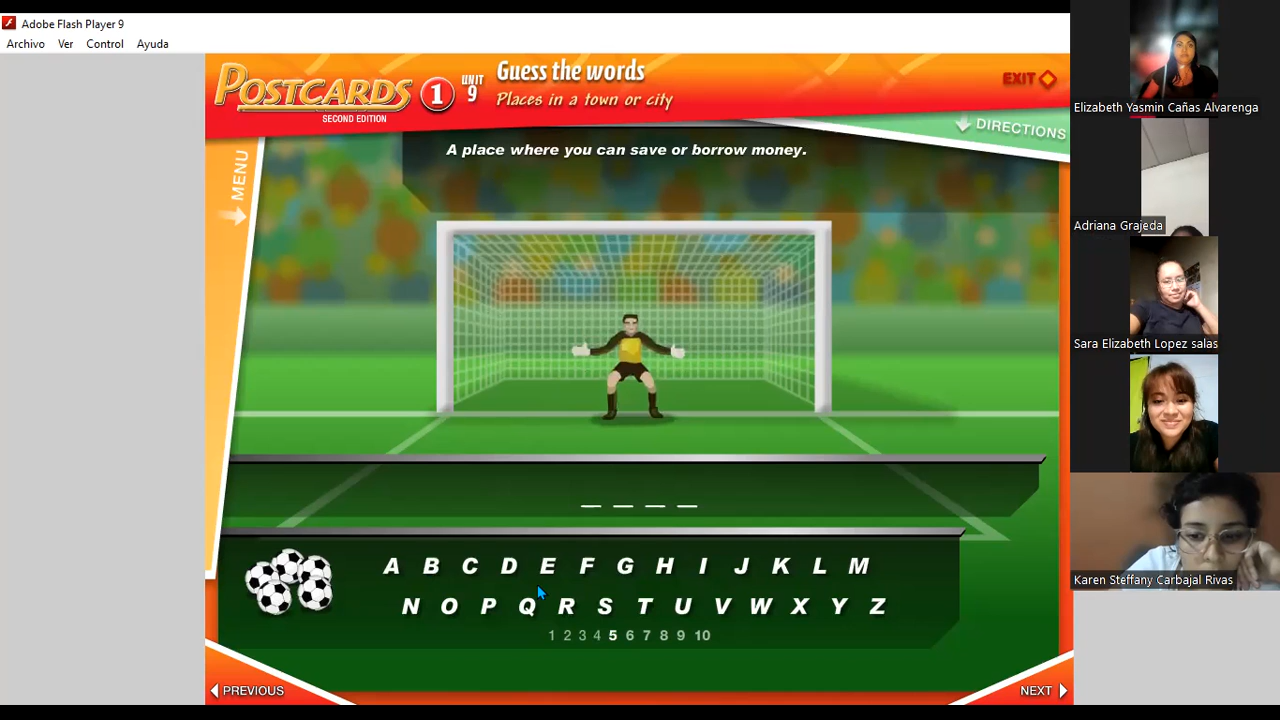 Adobe Flash Player 9
Archivo Ver Control Ayuda
POSTCARDS 1 UNIT 9
SECOND EDITION
Guess the words
Places in a town or city
EXIT
DIRECTIONS
MENU
A place where you can save or borrow money.
_ _ _ _
A B C D E F G H I J K L M
N O P Q R S T U V W X Y Z
1 2 3 4 5 6 7 8 9 10
PREVIOUS
NEXT
Elizabeth Yasmin Cañas Alvarenga
Adriana Grajeda
Sara Elizabeth Lopez salas
Karen Steffany Carbajal Rivas